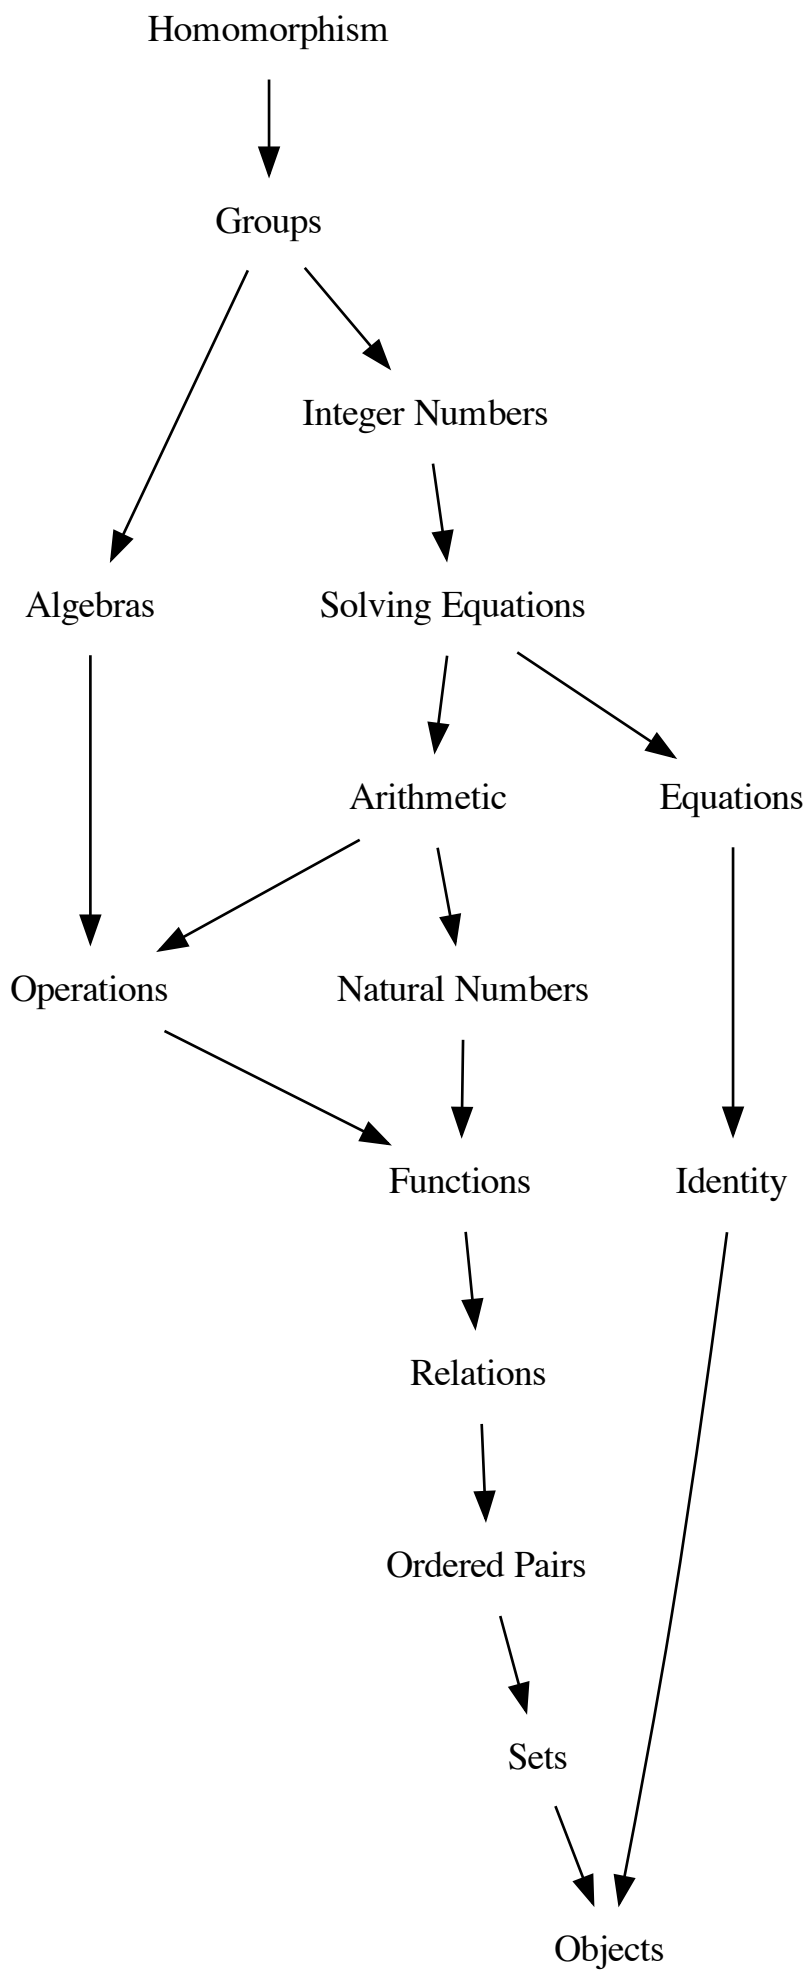 Homomorphism
Groups
Integer Numbers
Algebras
Solving Equations
Arithmetic
Equations
Operations
Natural Numbers
Functions
Identity
Relations
Ordered Pairs
Sets
Objects